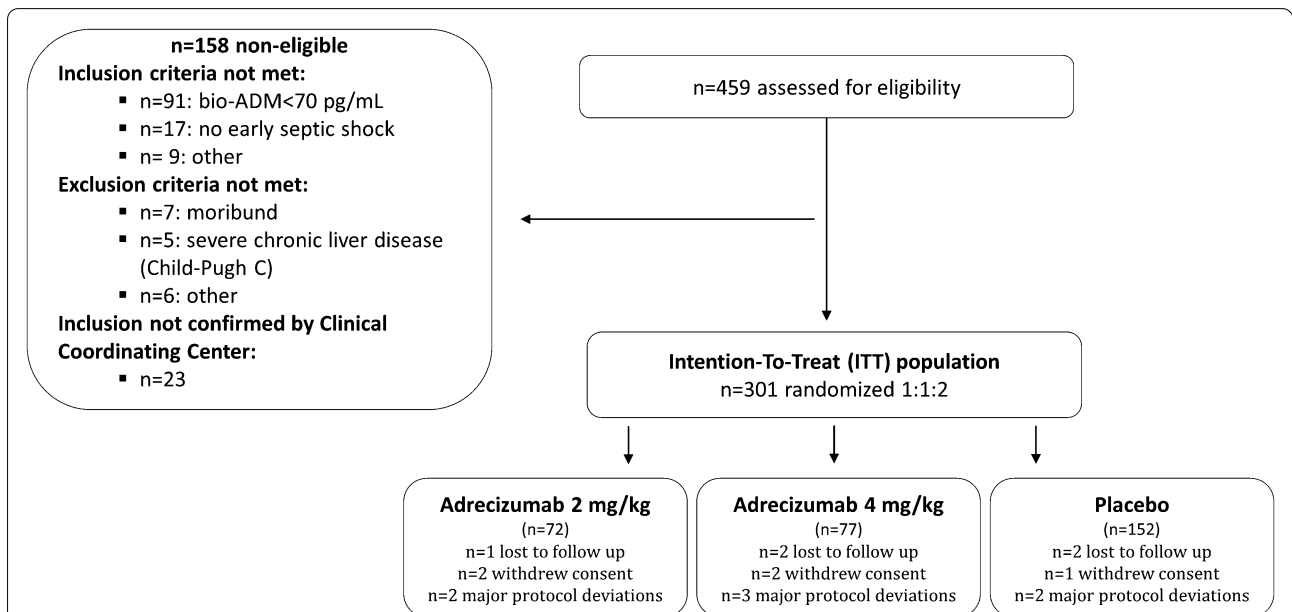 n=158 non-eligible
Inclusion criteria not met:
▪ n=91: bio-ADM<70 pg/mL
▪ n=17: no early septic shock
▪ n= 9: other
Exclusion criteria not met:
▪ n=7: moribund
▪ n=5: severe chronic liver disease
(Child-Pugh C)
▪ n=6: other
Inclusion not confirmed by Clinical
Coordinating Center:
▪ n=23
n=459 assessed for eligibility
Intention-To-Treat (ITT) population
n=301 randomized 1:1:2
Adrecizumab 2 mg/kg
(n=72)
n=1 lost to follow up
n=2 withdrew consent
n=2 major protocol deviations
Adrecizumab 4 mg/kg
(n=77)
n=2 lost to follow up
n=2 withdrew consent
n=3 major protocol deviations
Placebo
(n=152)
n=2 lost to follow up
n=1 withdrew consent
n=2 major protocol deviations